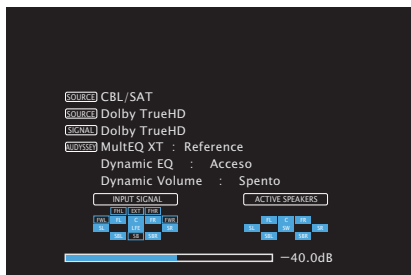 SOURCE CBL/SAT
SOURCE Dolby TrueHD
SIGNAL Dolby TrueHD
AUDYSSEY MultEQ XT : Reference
Dynamic EQ : Acceso
Dynamic Volume : Spento
INPUT SIGNAL ACTIVE SPEAKERS
FHL EXT FHR
FWL FL C FR FWR FL C FR
SL LFE SR SL SW SR
SBL SB SBR SBL SBR
−40.0dB